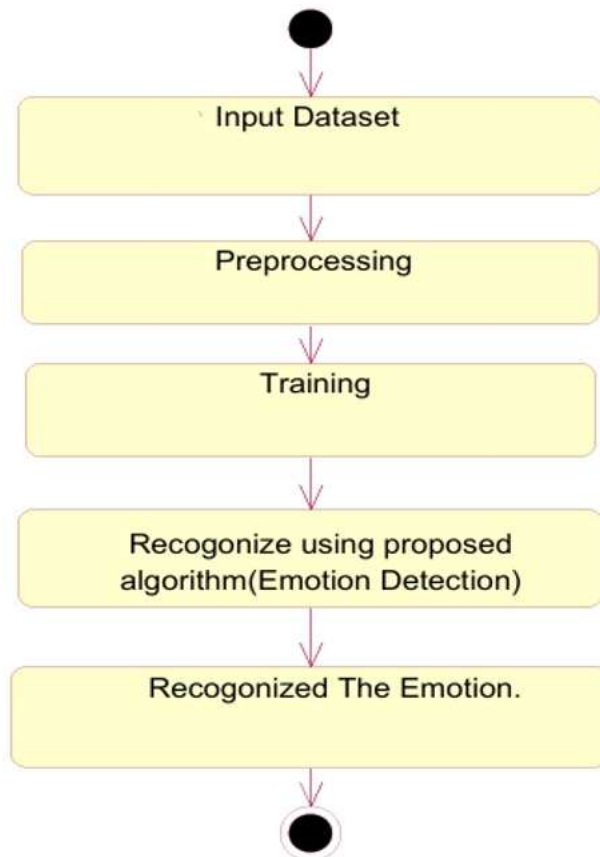 Input Dataset
Preprocessing
Training
Recogonize using proposed
algorithm(Emotion Detection)
Recogonized The Emotion.